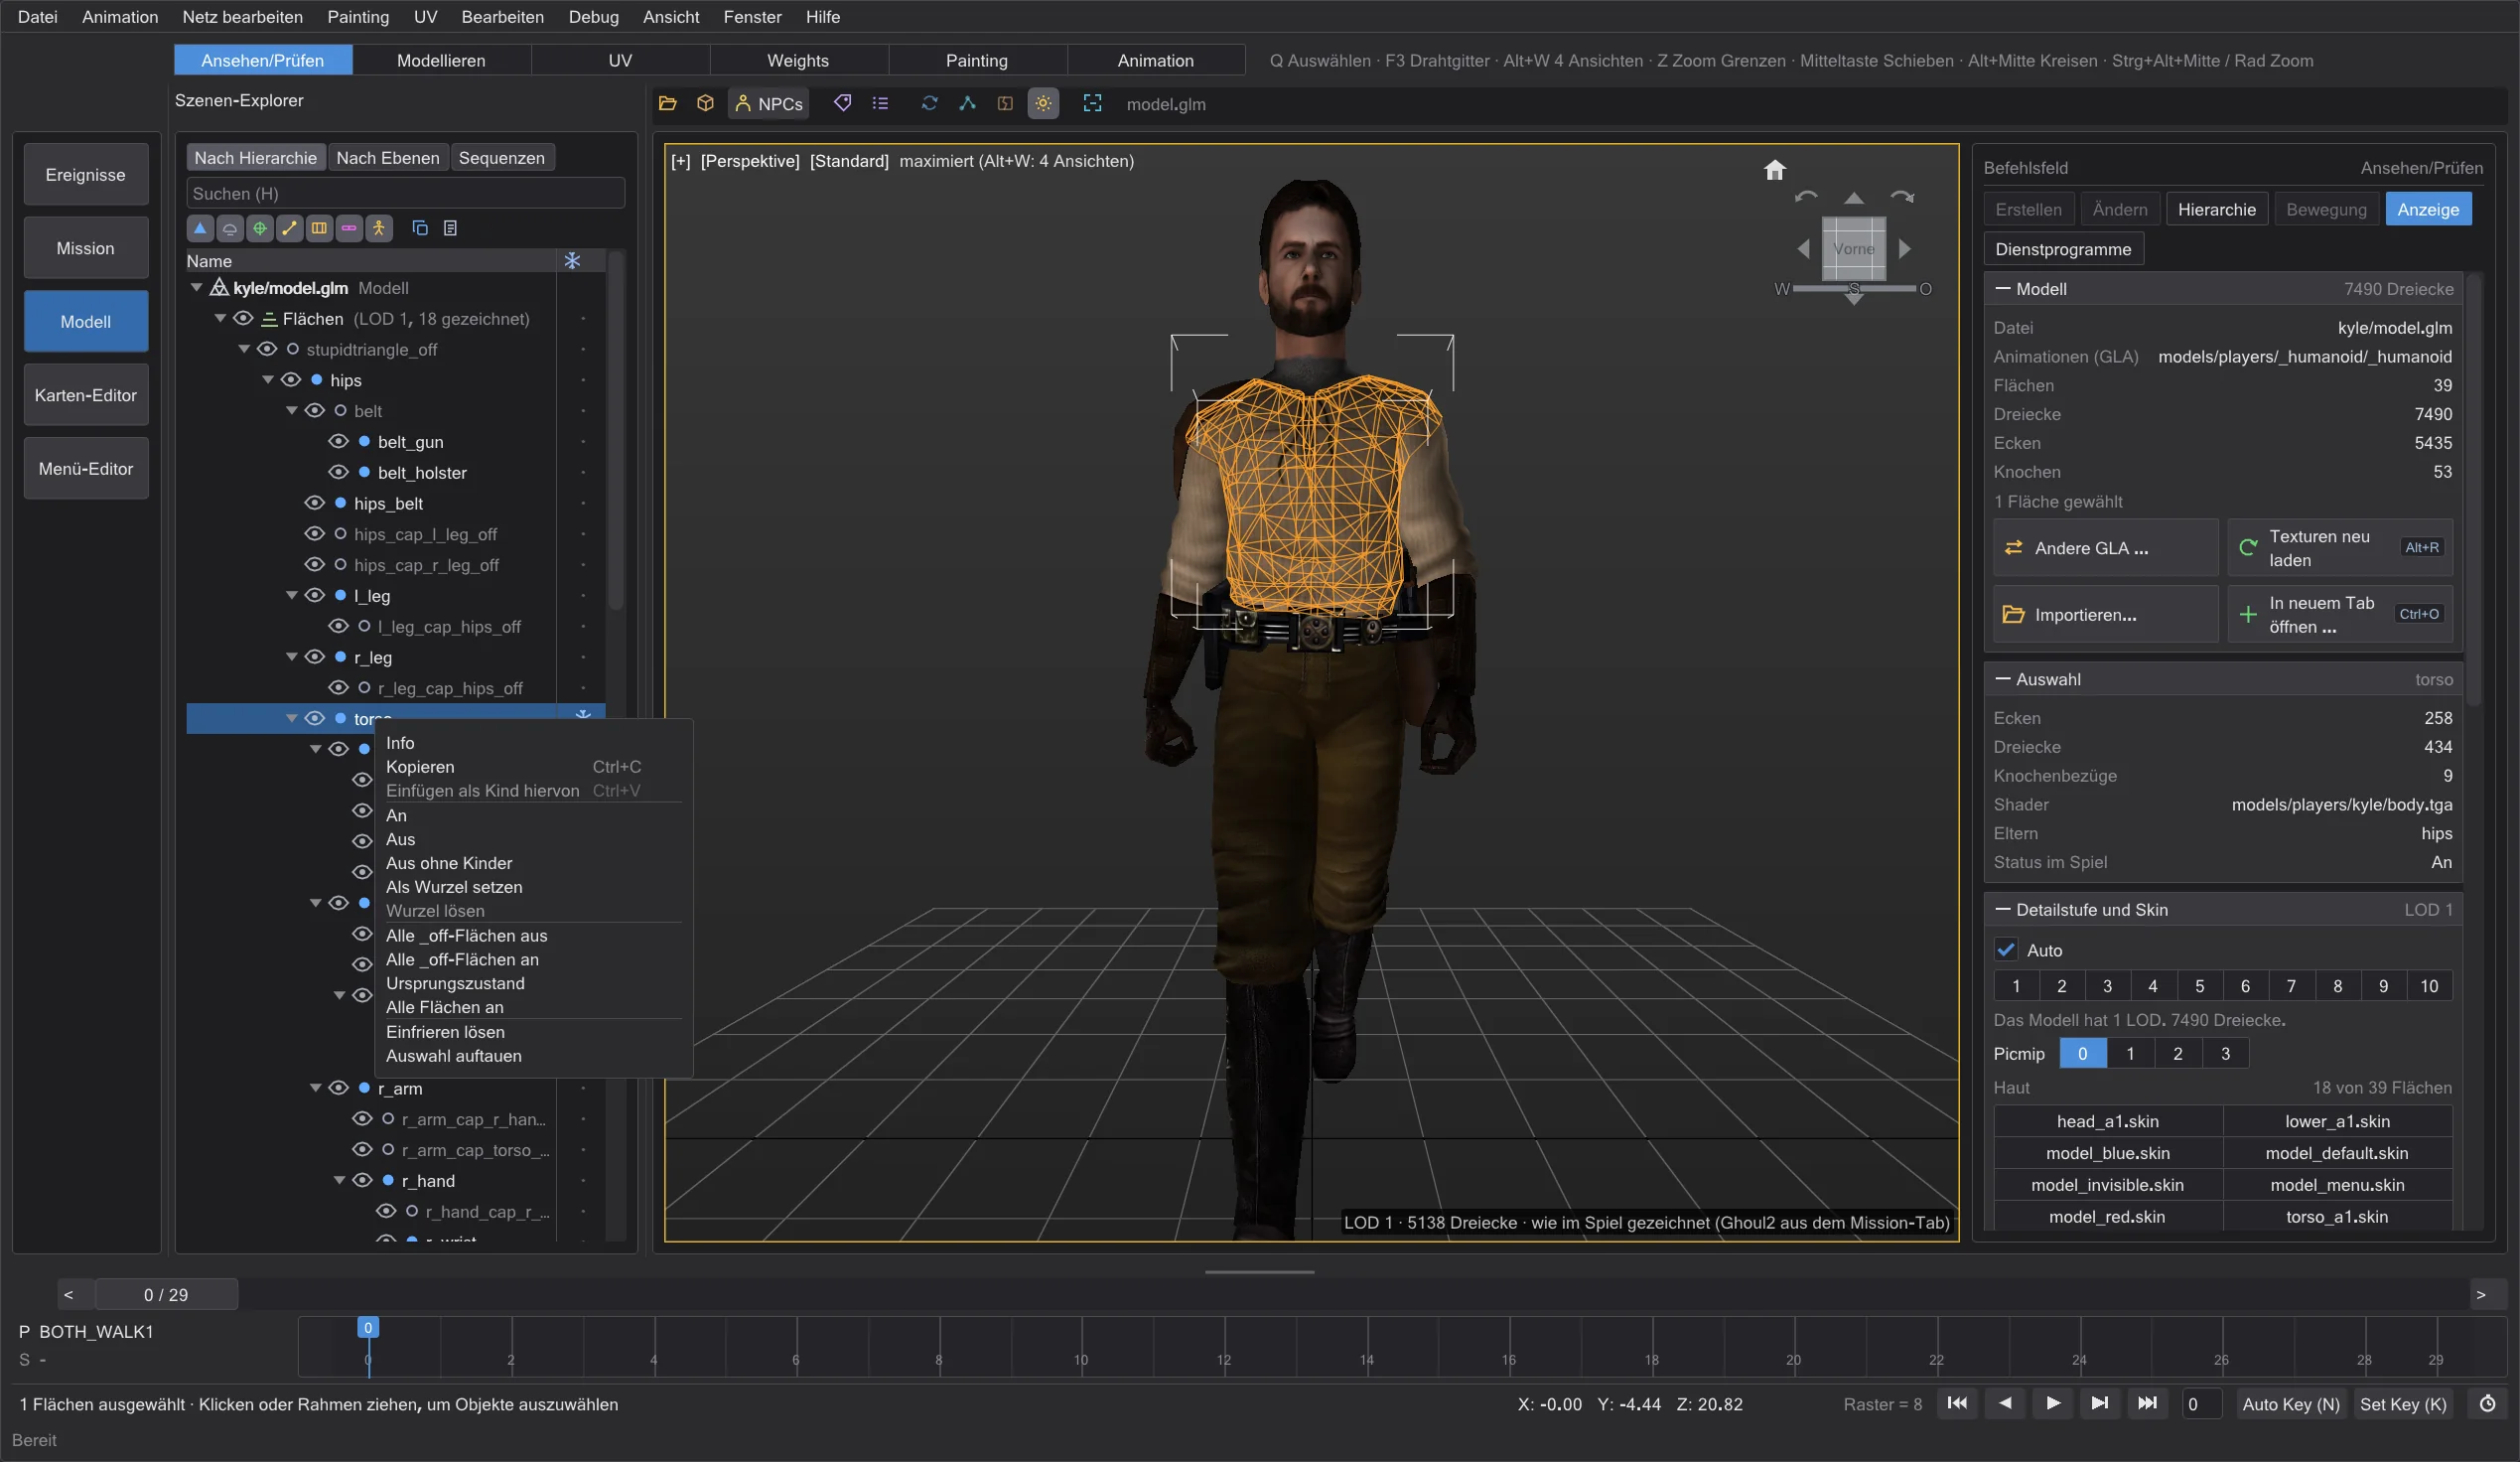 Datei Animation Netz bearbeiten Painting UV Bearbeiten Debug Ansicht Fenster Hilfe
Ansehen/Prüfen Modellieren UV Weights Painting Animation Q Auswählen · F3 Drahtgitter · Alt+W 4 Ansichten · Z Zoom Grenzen · Mitteltaste Schieben · Alt+Mitte Kreisen · Strg+Alt+Mitte / Rad Zoom
Szenen-Explorer
NPCs model.glm
Ereignisse
Mission
Modell
Karten-Editor
Menü-Editor
Nach Hierarchie Nach Ebenen Sequenzen
Suchen (H)
Name
kyle/model.glm Modell
Flächen (LOD 1, 18 gezeichnet)
stupidtriangle_off
hips
belt
belt_gun
belt_holster
hips_belt
hips_cap_l_leg_off
hips_cap_r_leg_off
l_leg
l_leg_cap_hips_off
r_leg
r_leg_cap_hips_off
torso
Info
Kopieren Ctrl+C
Einfügen als Kind hiervon Ctrl+V
An
Aus
Aus ohne Kinder
Als Wurzel setzen
Wurzel lösen
Alle _off-Flächen aus
Alle _off-Flächen an
Ursprungszustand
Alle Flächen an
Einfrieren lösen
Auswahl auftauen
r_arm
r_arm_cap_r_han...
r_arm_cap_torso_...
r_hand
r_hand_cap_r_...
r_wrist
[+] [Perspektive] [Standard] maximiert (Alt+W: 4 Ansichten)
Vorne
W S O
LOD 1 · 5138 Dreiecke · wie im Spiel gezeichnet (Ghoul2 aus dem Mission-Tab)
Befehlsfeld Ansehen/Prüfen
Erstellen Ändern Hierarchie Bewegung Anzeige
Dienstprogramme
Modell 7490 Dreiecke
Datei kyle/model.glm
Animationen (GLA) models/players/_humanoid/_humanoid
Flächen 39
Dreiecke 7490
Ecken 5435
Knochen 53
1 Fläche gewählt
Andere GLA ...
Texturen neu laden Alt+R
Importieren...
In neuem Tab öffnen ... Ctrl+O
Auswahl torso
Ecken 258
Dreiecke 434
Knochenbezüge 9
Shader models/players/kyle/body.tga
Eltern hips
Status im Spiel An
Detailstufe und Skin LOD 1
Auto
1 2 3 4 5 6 7 8 9 10
Das Modell hat 1 LOD. 7490 Dreiecke.
Picmip 0 1 2 3
Haut 18 von 39 Flächen
head_a1.skin lower_a1.skin
model_blue.skin model_default.skin
model_invisible.skin model_menu.skin
model_red.skin torso_a1.skin
< 0 / 29 >
P BOTH_WALK1
S -
0
0 2 4 6 8 10 12 14 16 18 20 22 24 26 28 29
1 Flächen ausgewählt · Klicken oder Rahmen ziehen, um Objekte auszuwählen X: -0.00 Y: -4.44 Z: 20.82 Raster = 8 0 Auto Key (N) Set Key (K)
Bereit